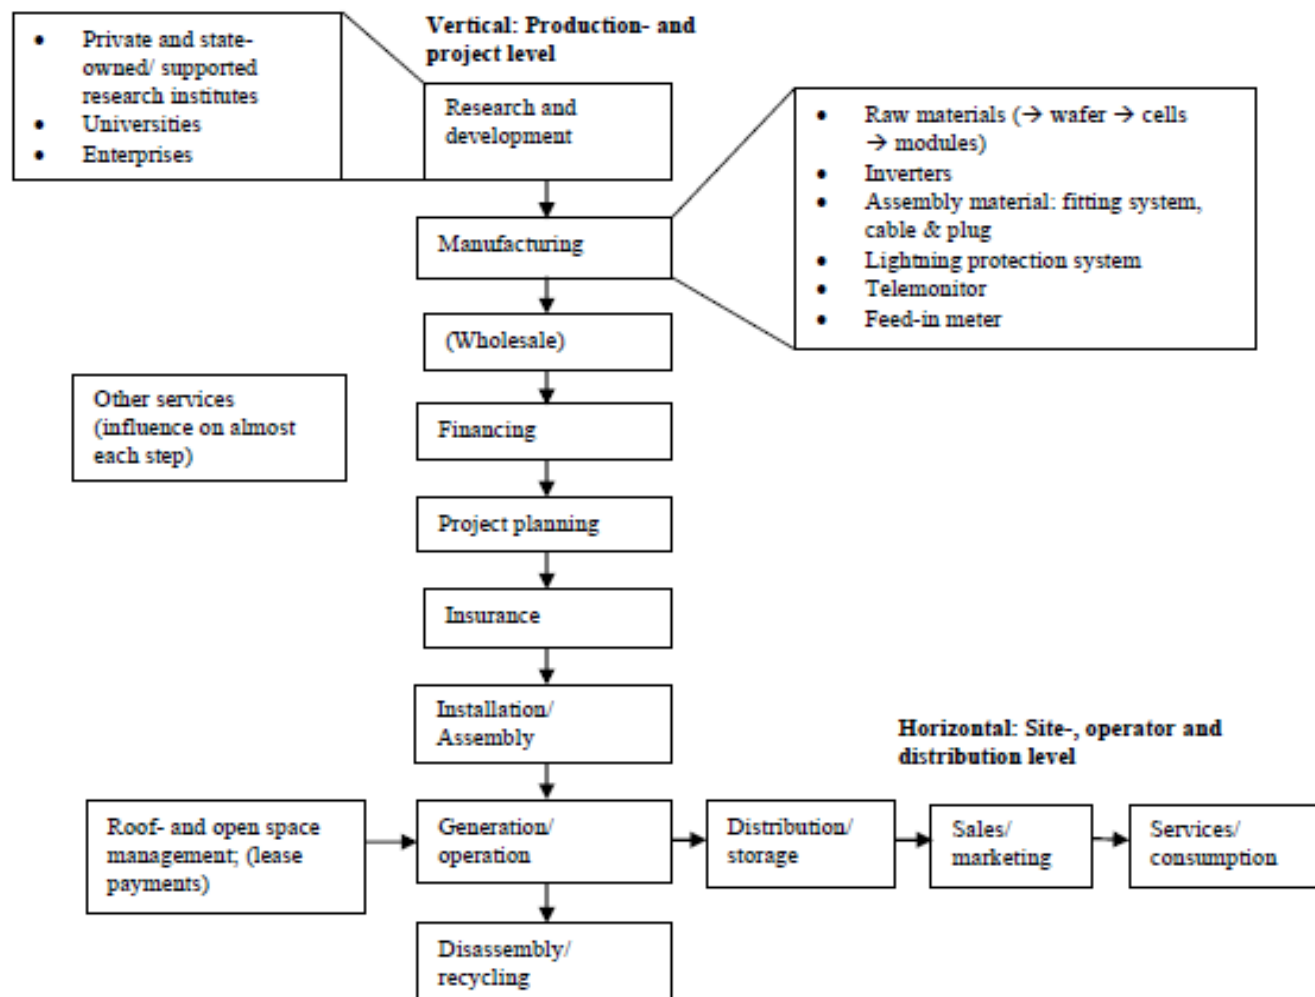 Vertical: Production- and
project level
• Private and state-
owned/ supported
research institutes
• Universities
• Enterprises
Research and
development
• Raw materials (→ wafer → cells
→ modules)
• Inverters
• Assembly material: fitting system,
cable & plug
• Lightning protection system
• Telemonitor
• Feed-in meter
Manufacturing
(Wholesale)
Other services
(influence on almost
each step)
Financing
Project planning
Insurance
Installation/
Assembly
Horizontal: Site-, operator and
distribution level
Roof- and open space
management; (lease
payments)
Generation/
operation
Distribution/
storage
Sales/
marketing
Services/
consumption
Disassembly/
recycling